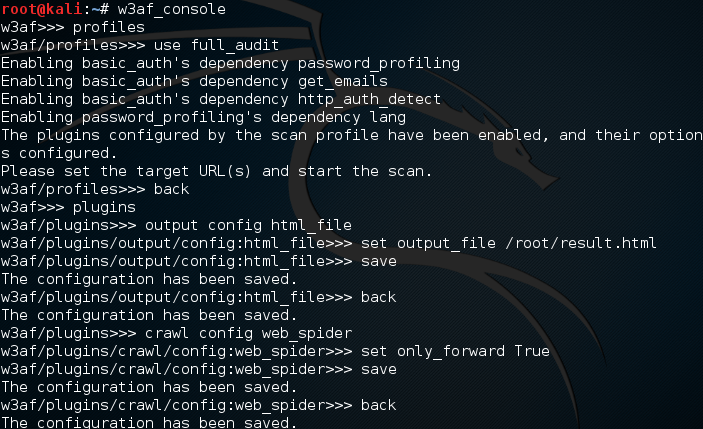 root@kali:~# w3af_console
w3af>>> profiles
w3af/profiles>>> use full_audit
Enabling basic_auth's dependency password_profiling
Enabling basic_auth's dependency get_emails
Enabling basic_auth's dependency http_auth_detect
Enabling password_profiling's dependency lang
The plugins configured by the scan profile have been enabled, and their option
s configured.
Please set the target URL(s) and start the scan.
w3af/profiles>>> back
w3af>>> plugins
w3af/plugins>>> output config html_file
w3af/plugins/output/config:html_file>>> set output_file /root/result.html
w3af/plugins/output/config:html_file>>> save
The configuration has been saved.
w3af/plugins/output/config:html_file>>> back
The configuration has been saved.
w3af/plugins>>> crawl config web_spider
w3af/plugins/crawl/config:web_spider>>> set only_forward True
w3af/plugins/crawl/config:web_spider>>> save
The configuration has been saved.
w3af/plugins/crawl/config:web_spider>>> back
The configuration has been saved.